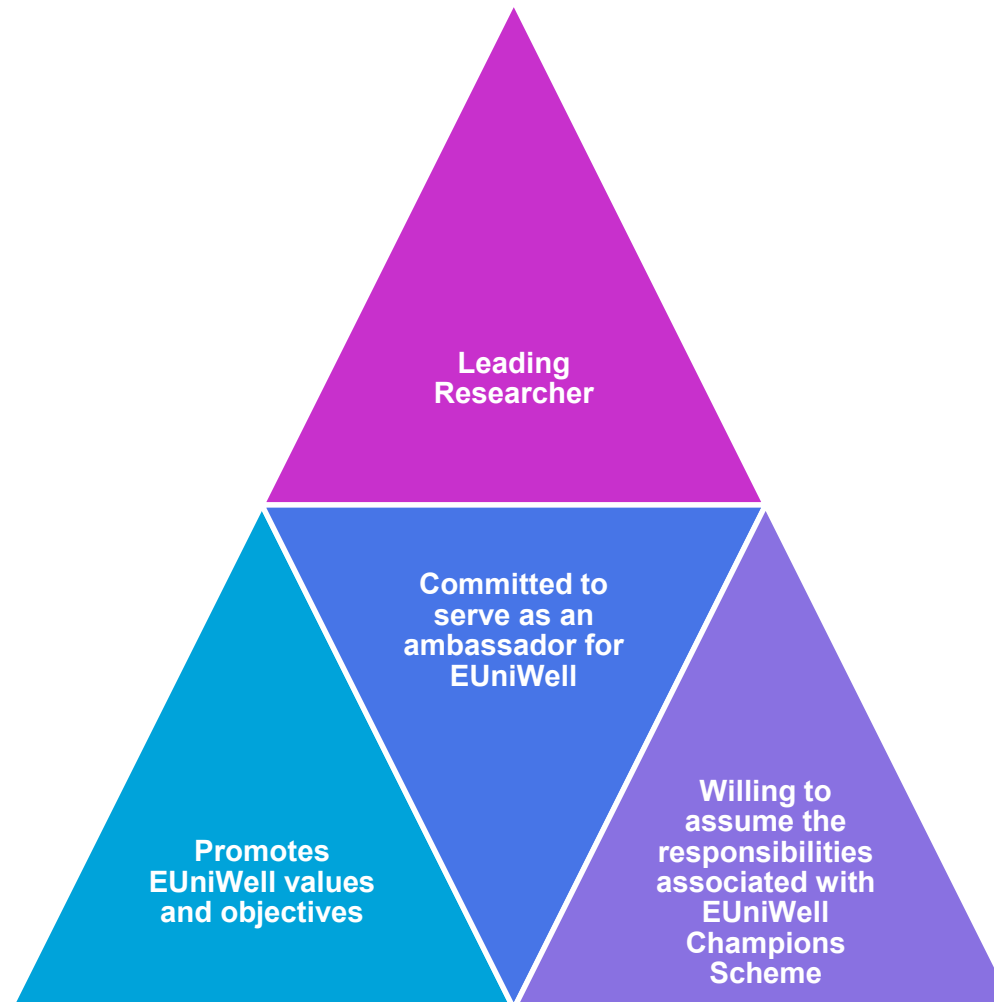 Leading
Researcher
Committed to
serve as an
ambassador for
EUniWell
Promotes
EUniWell values
and objectives
Willing to
assume the
responsibilities
associated with
EUniWell
Champions
Scheme